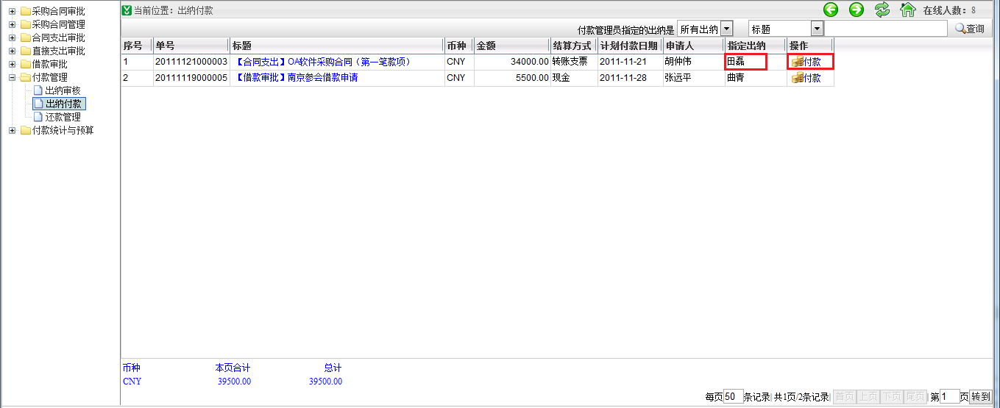 采购合同审批
采购合同管理
合同支出审批
直接支出审批
借款审批
付款管理
出纳审核
出纳付款
还款管理
付款统计与预算
当前位置：出纳付款 在线人数：8
付款管理员指定的出纳是 所有出纳 标题 查询
序号 单号 标题 币种 金额 结算方式 计划付款日期 申请人 指定出纳 操作
1 20111121000003 【合同支出】OA软件采购合同（第一笔款项） CNY 34000.00 转账支票 2011-11-21 胡仲伟 田磊 付款
2 20111119000005 【借款审批】南京参会借款申请 CNY 5500.00 现金 2011-11-28 张远平 曲青 付款
币种 本页合计 总计
CNY 39500.00 39500.00
每页50条记录| 共1页/2条记录| 首页 上页 下页 尾页 | 第1页 转到